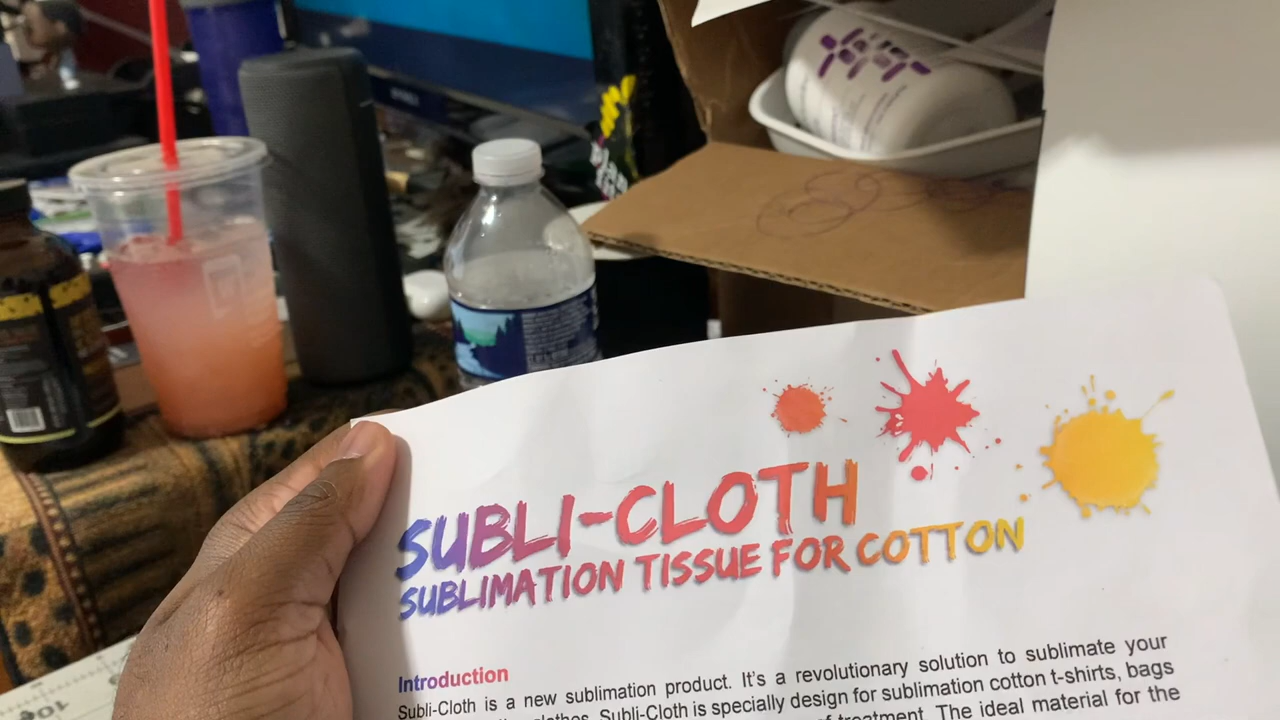 SUBLI-CLOTH
SUBLIMATION TISSUE FOR COTTON
Introduction
Subli-Cloth is a new sublimation product. It's a revolutionary solution to sublimate your
clothes. Subli-Cloth is specially design for sublimation cotton t-shirts, bags
of treatment. The ideal material for the